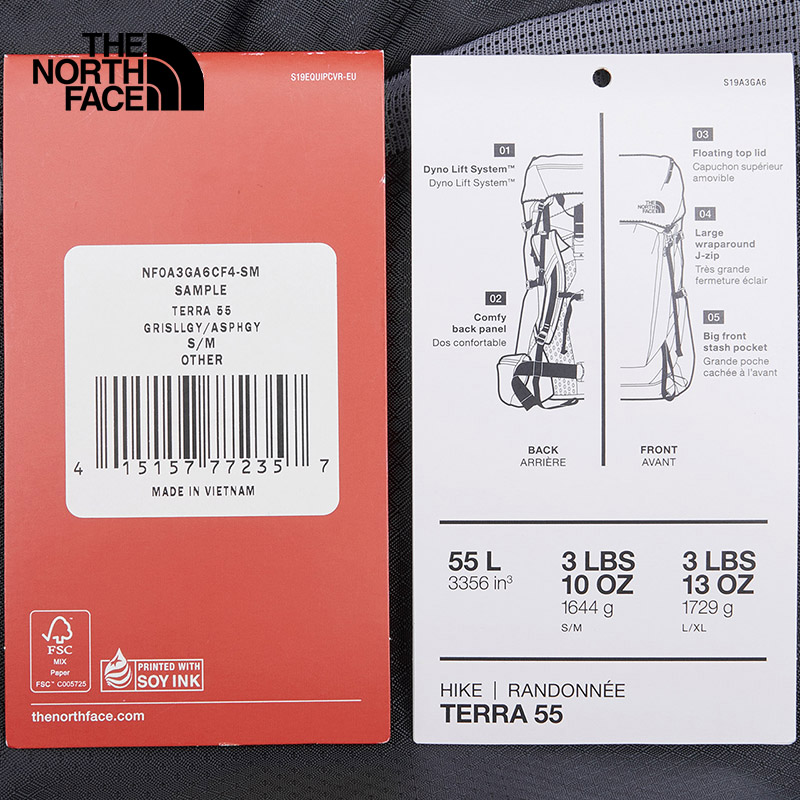 THE
NORTH
FACE
S19EQUIPCVR-EU
NF0A3GA6CF4-SM
SAMPLE
TERRA 55
GRISLLGY/ASPHGY
S/M
OTHER
4 15157 77235 7
MADE IN VIETNAM
FSC
MIX
Paper
FSC™ C005725
PRINTED WITH
SOY INK
thenorthface.com
S19A3GA6
01
Dyno Lift System™
Dyno Lift System™
02
Comfy
back panel
Dos confortable
THE
NORTH
FACE
03
Floating top lid
Capuchon supérieur
amovible
04
Large
wraparound
J-zip
Très grande
fermeture éclair
05
Big front
stash pocket
Grande poche
cachée à l'avant
BACK
ARRIÈRE
FRONT
AVANT
55 L
3356 in³
3 LBS
10 OZ
1644 g
S/M
3 LBS
13 OZ
1729 g
L/XL
HIKE | RANDONNÉE
TERRA 55